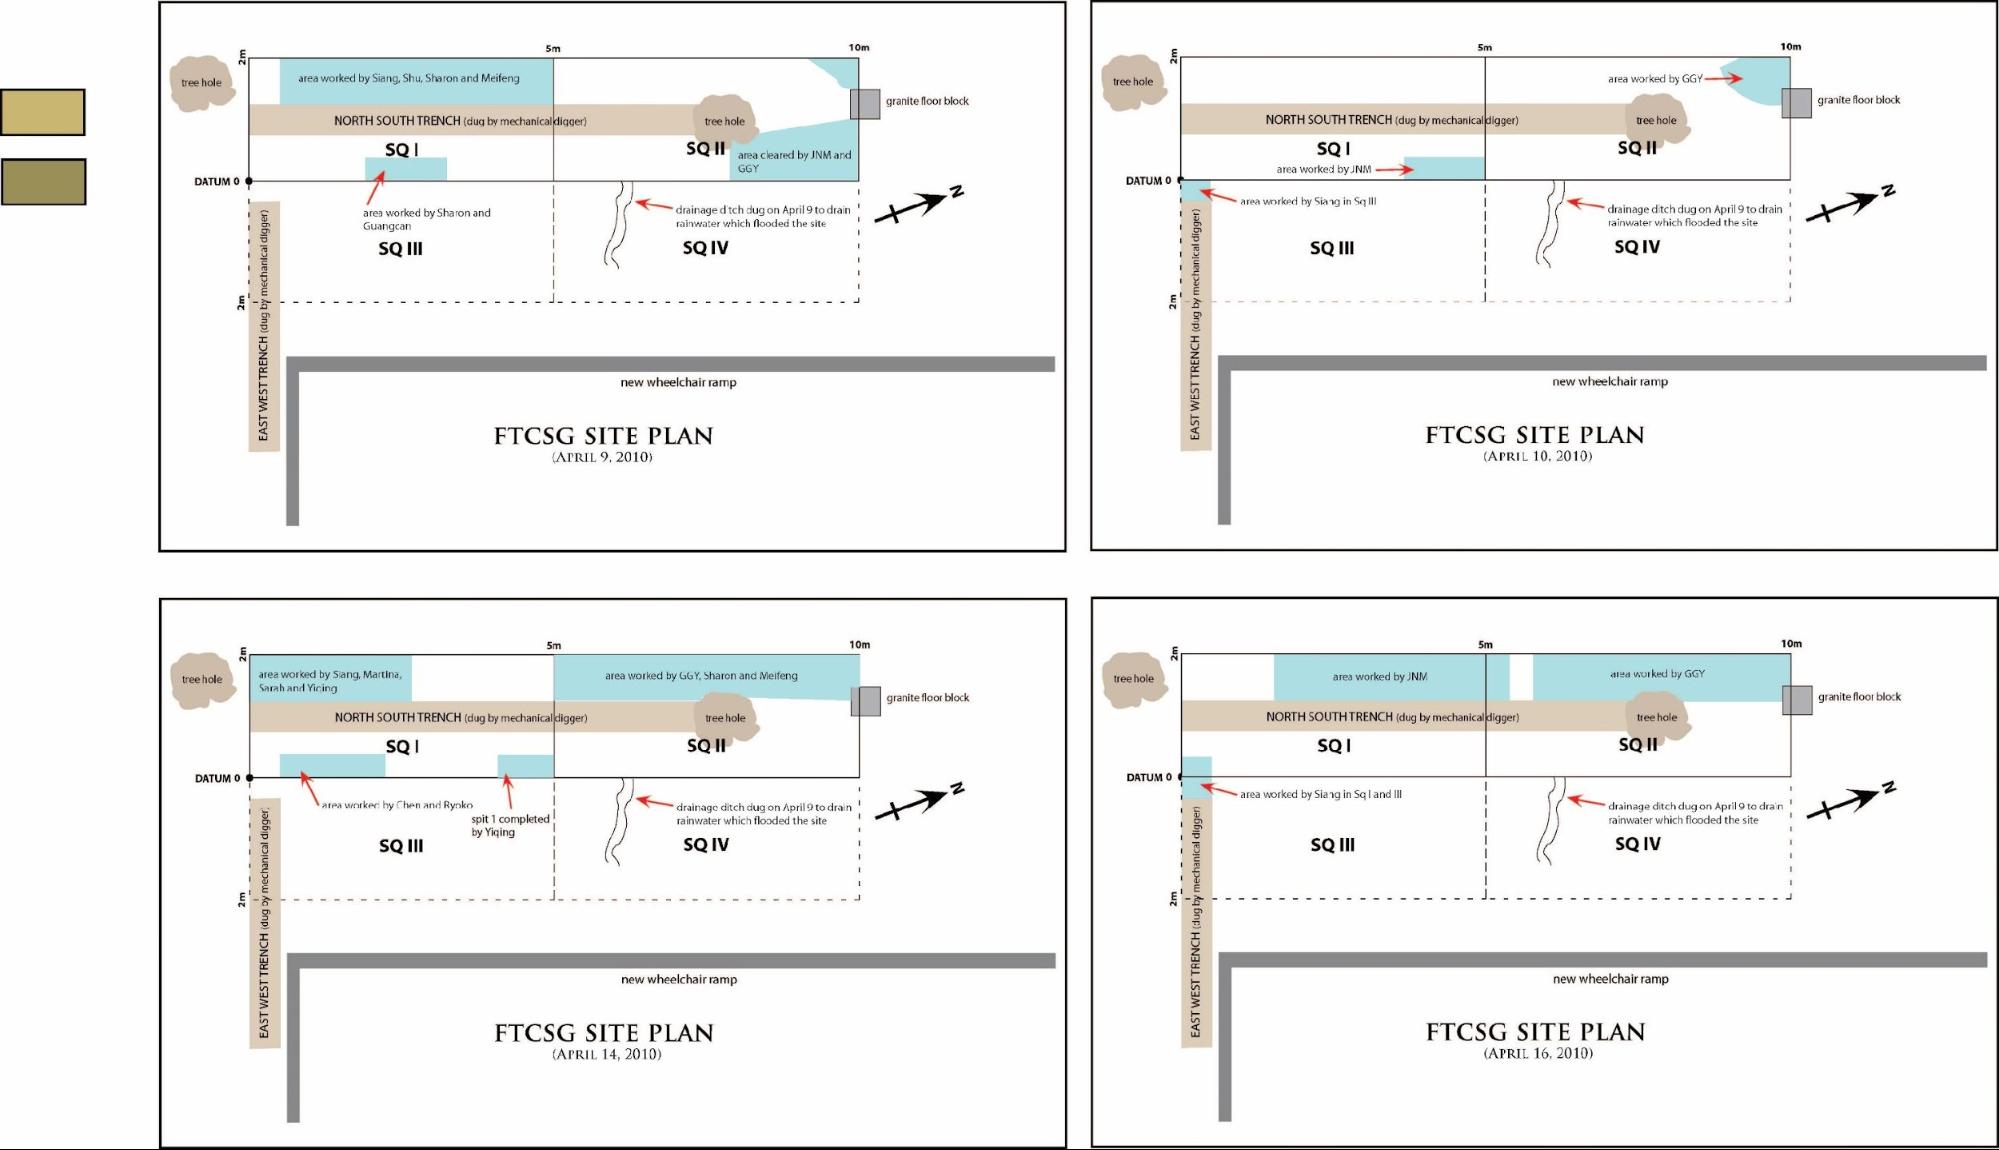 2m
5m
10m
tree hole
area worked by Siang, Shu, Sharon and Meifeng
granite floor block
NORTH SOUTH TRENCH (dug by mechanical digger)
tree hole
SQ I
SQ II
area cleared by JNM and
GGY
DATUM 0
N
area worked by Sharon and
Guangcan
drainage ditch dug on April 9 to drain
rainwater which flooded the site
SQ III
SQ IV
2m
EAST WEST TRENCH (dug by mechanical digger)
new wheelchair ramp
FTCSG SITE PLAN
(APRIL 9, 2010)
2m
5m
10m
tree hole
area worked by GGY
granite floor block
NORTH SOUTH TRENCH (dug by mechanical digger)
tree hole
SQ I
SQ II
area worked by JNM
DATUM 0
N
area worked by Siang in Sq III
drainage ditch dug on April 9 to drain
rainwater which flooded the site
SQ III
SQ IV
2m
EAST WEST TRENCH (dug by mechanical digger)
new wheelchair ramp
FTCSG SITE PLAN
(APRIL 10, 2010)
2m
5m
10m
tree hole
area worked by Siang, Martina,
Sarah and Yiqing
area worked by GGY, Sharon and Meifeng
granite floor block
NORTH SOUTH TRENCH (dug by mechanical digger)
tree hole
SQ I
SQ II
DATUM 0
N
area worked by Chen and Ryoko
spit 1 completed
by Yiqing
drainage ditch dug on April 9 to drain
rainwater which flooded the site
SQ III
SQ IV
2m
EAST WEST TRENCH (dug by mechanical digger)
new wheelchair ramp
FTCSG SITE PLAN
(APRIL 14, 2010)
2m
5m
10m
tree hole
area worked by JNM
area worked by GGY
granite floor block
NORTH SOUTH TRENCH (dug by mechanical digger)
tree hole
SQ I
SQ II
DATUM 0
N
area worked by Siang in Sq I and III
drainage ditch dug on April 9 to drain
rainwater which flooded the site
SQ III
SQ IV
2m
EAST WEST TRENCH (dug by mechanical digger)
new wheelchair ramp
FTCSG SITE PLAN
(APRIL 16, 2010)